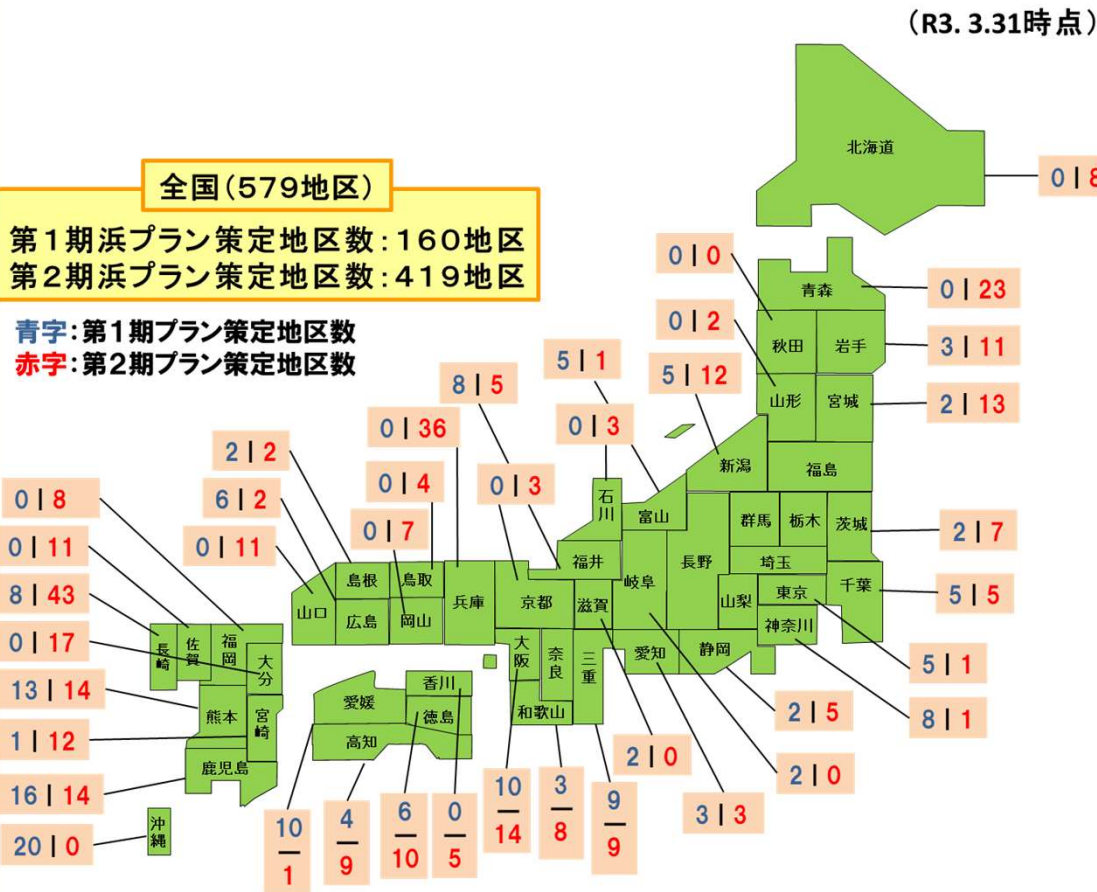 （R3. 3.31時点）
全国（579地区）
第1期浜プラン策定地区数：160地区
第2期浜プラン策定地区数：419地区
青字：第1期プラン策定地区数
赤字：第2期プラン策定地区数
北海道
0 | 8
0 | 0
青森
0 | 23
0 | 2
秋田
岩手
3 | 11
5 | 1
5 | 12
山形
宮城
2 | 13
8 | 5
0 | 36
0 | 3
新潟
福島
2 | 2
0 | 4
0 | 3
石川
富山
群馬
栃木
茨城
2 | 7
0 | 8
6 | 2
0 | 7
0 | 11
0 | 11
福井
長野
埼玉
島根
鳥取
兵庫
京都
滋賀
岐阜
山梨
東京
千葉
5 | 5
山口
広島
岡山
神奈川
8 | 43
長崎
佐賀
福岡
大分
大阪
奈良
三重
愛知
静岡
5 | 1
0 | 17
13 | 14
熊本
宮崎
愛媛
香川
徳島
高知
和歌山
2 | 5
8 | 1
1 | 12
鹿児島
2 | 0
2 | 0
16 | 14
3 | 3
沖縄
20 | 0
10
1
4
9
6
10
0
5
10
14
3
8
9
9